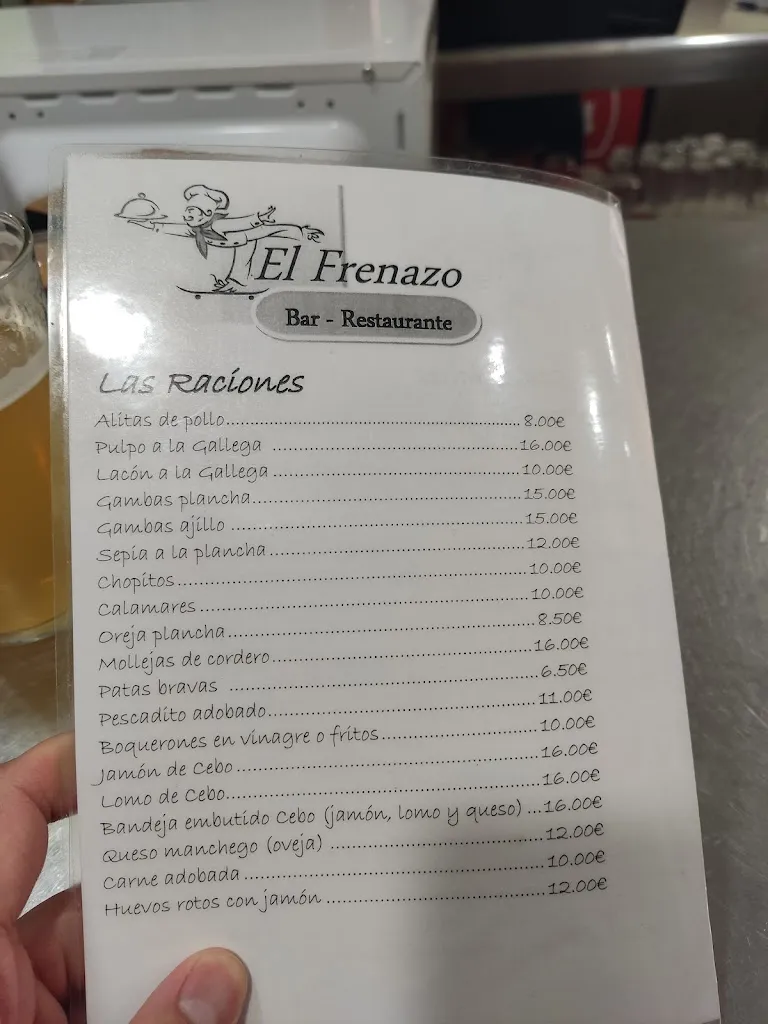 El Frenazo
Bar - Restaurante
Las Raciones
Alitas de pollo..........8.00€
Pulpo a la Gallega ..........16.00€
Lacón a la Gallega..........10.00€
Gambas plancha..........15.00€
Gambas ajillo ..........15.00€
Sepia a la plancha..........12.00€
Chopitos..........10.00€
Calamares..........10.00€
Oreja plancha..........8.50€
Mollejas de cordero..........16.00€
Patas bravas ..........6.50€
Pescadito adobado..........11.00€
Boquerones en vinagre o fritos..........10.00€
Jamón de Cebo..........16.00€
Lomo de Cebo..........16.00€
Bandeja embutido Cebo (jamón, lomo y queso) ...16.00€
Queso manchego (oveja) ..........12.00€
Carne adobada..........10.00€
Huevos rotos con jamón..........12.00€